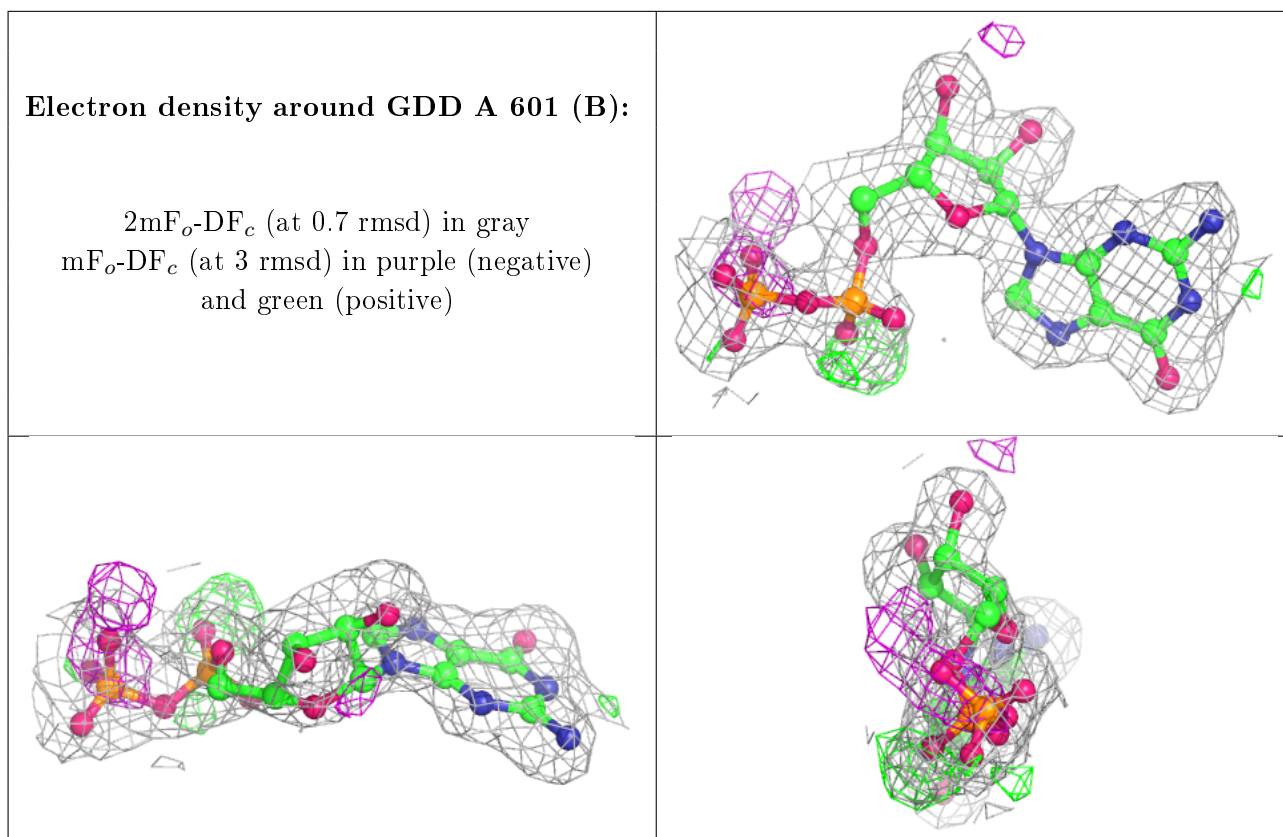 Electron density around GDD A 601 (B):
2mFo-DFc (at 0.7 rmsd) in gray
mFo-DFc (at 3 rmsd) in purple (negative)
and green (positive)